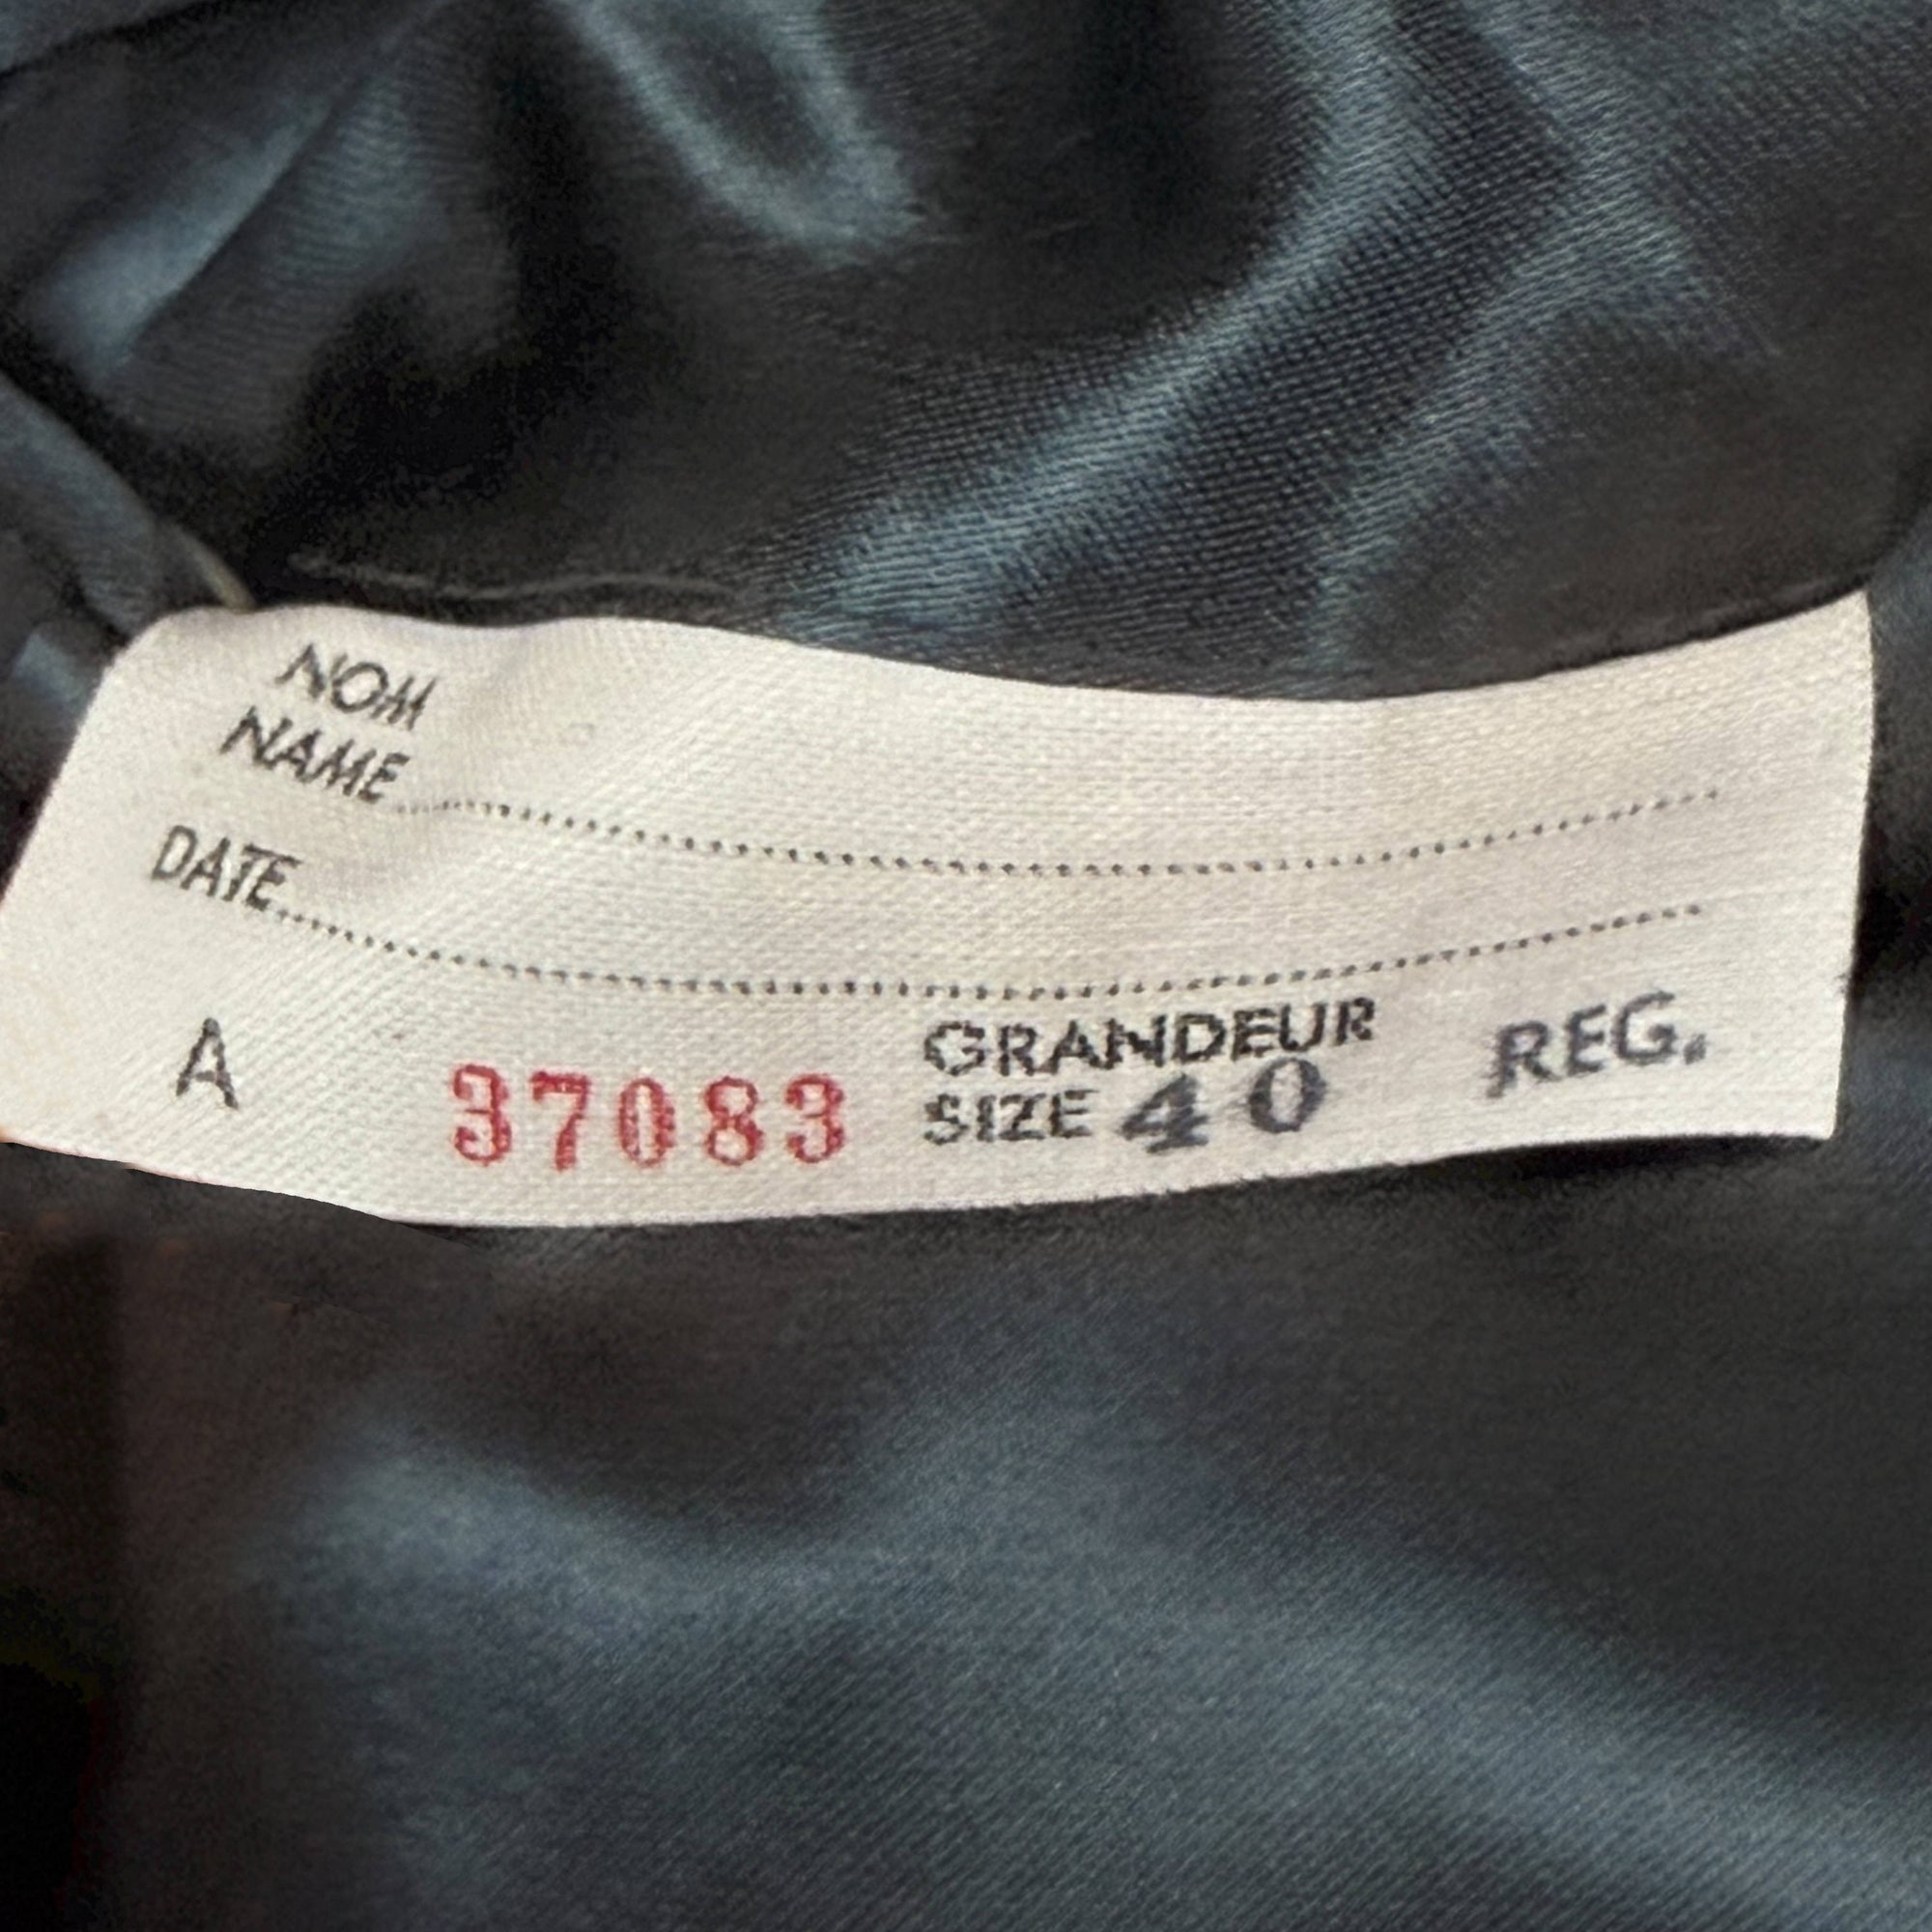 NOM
NAME
DATE
A 37083 GRANDEUR
SIZE 40 REG.